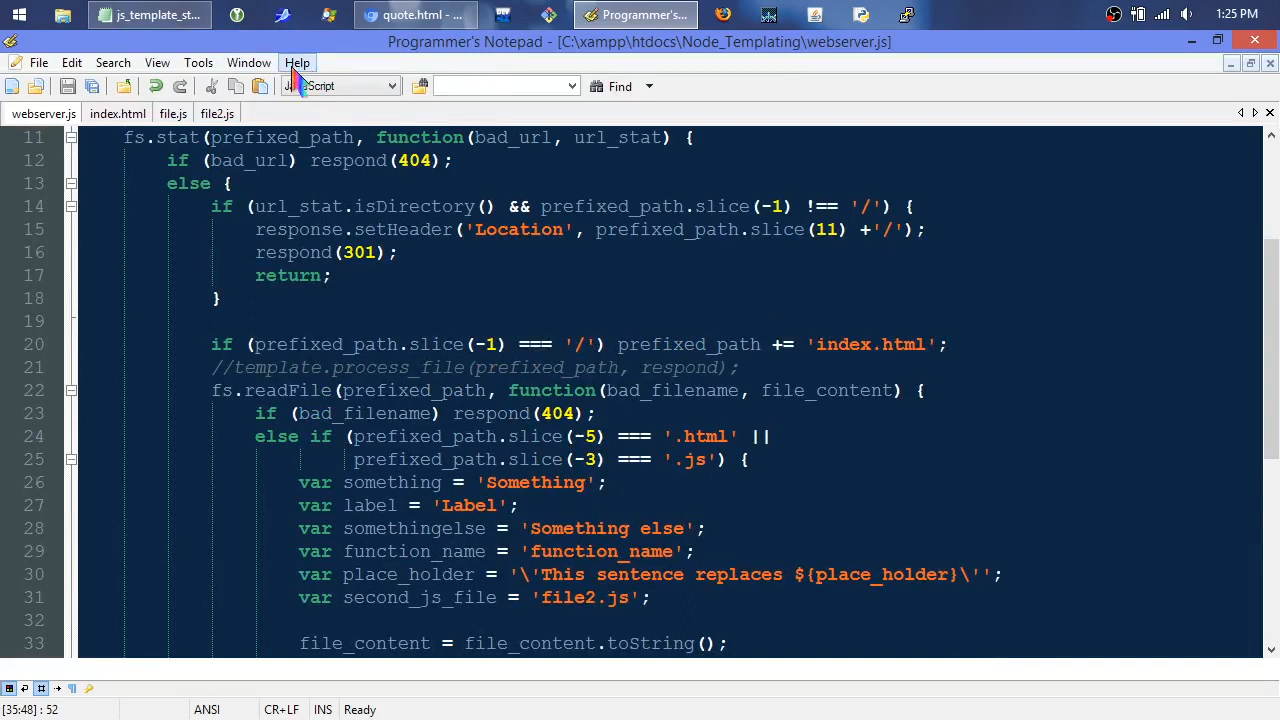 js_template_st...
quote.html - ...
Programmer's...
1:25 PM
Programmer's Notepad - [C:\xampp\htdocs\Node_Templating\webserver.js]
File Edit Search View Tools Window Help
Find
webserver.js index.html file.js file2.js
11 fs.stat(prefixed_path, function(bad_url, url_stat) {
12 if (bad_url) respond(404);
13 else {
14 if (url_stat.isDirectory() && prefixed_path.slice(-1) !== '/') {
15 response.setHeader('Location', prefixed_path.slice(11) +'/');
16 respond(301);
17 return;
18 }
19
20 if (prefixed_path.slice(-1) === '/') prefixed_path += 'index.html';
21 //template.process_file(prefixed_path, respond);
22 fs.readFile(prefixed_path, function(bad_filename, file_content) {
23 if (bad_filename) respond(404);
24 else if (prefixed_path.slice(-5) === '.html' ||
25 prefixed_path.slice(-3) === '.js') {
26 var something = 'Something';
27 var label = 'Label';
28 var somethingelse = 'Something else';
29 var function_name = 'function_name';
30 var place_holder = '\'This sentence replaces ${place_holder}\'';
31 var second_js_file = 'file2.js';
32
33 file_content = file_content.toString();
[35:48] : 52 ANSI CR+LF INS Ready